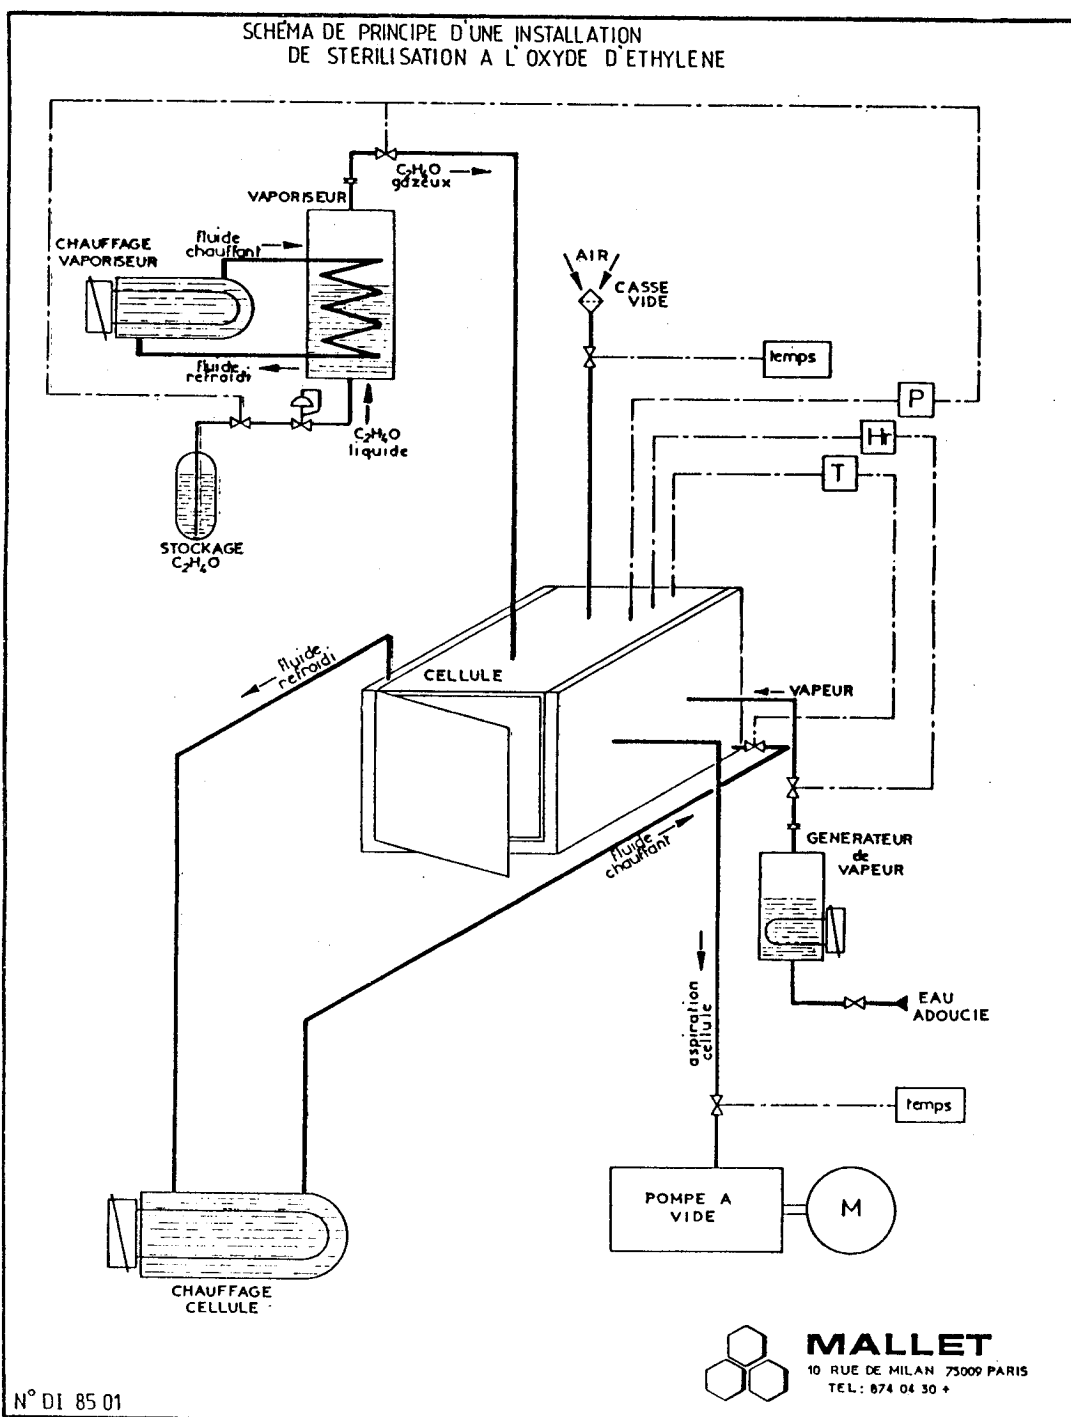 SCHÉMA DE PRINCIPE D'UNE INSTALLATION
DE STERILISATION A L'OXYDE D'ETHYLENE
C2H4O
gazeux
VAPORISEUR
CHAUFFAGE
VAPORISEUR
fluide
chauffant
fluide
refroidi
C2H4O
liquide
STOCKAGE
C2H4O
AIR
CASSE
VIDE
temps
P
Hr
T
fluide
refroidi
CELLULE
VAPEUR
fluide
chauffant
GENERATEUR
de
VAPEUR
EAU
ADOUCIE
aspiration
cellule
temps
POMPE A
VIDE
M
CHAUFFAGE
CELLULE
MALLET
10 RUE DE MILAN 75009 PARIS
TEL: 874 04 30 +
N° DI 85 01